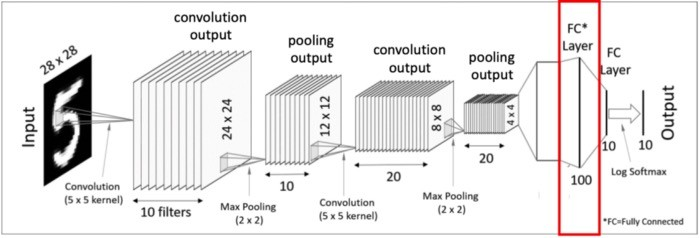 28 x 28
Input
Convolution
(5 x 5 kernel)
convolution
output
24 x 24
10 filters
Max Pooling
(2 x 2)
pooling
output
12 x 12
10
Convolution
(5 x 5 kernel)
convolution
output
8 x 8
20
Max Pooling
(2 x 2)
pooling
output
4 x 4
20
FC*
Layer
100
FC
Layer
10
Log Softmax
10
Output
*FC=Fully Connected